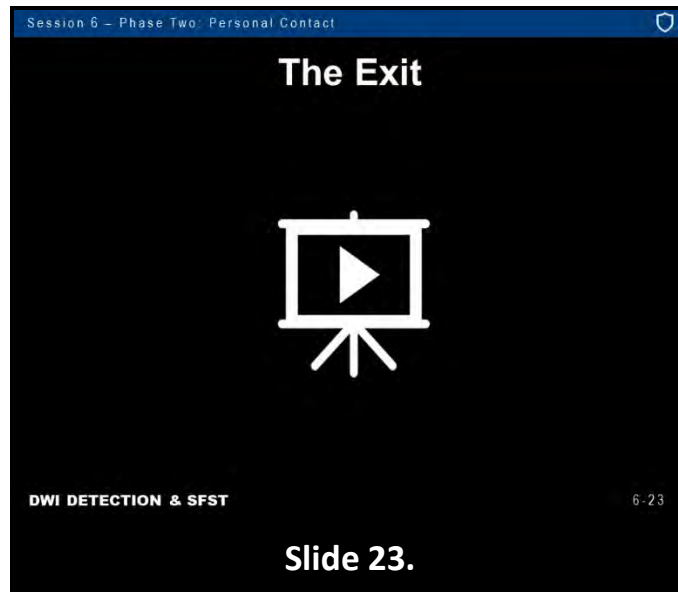 Session 6 – Phase Two: Personal Contact
The Exit
DWI DETECTION & SFST
6-23
Slide 23.